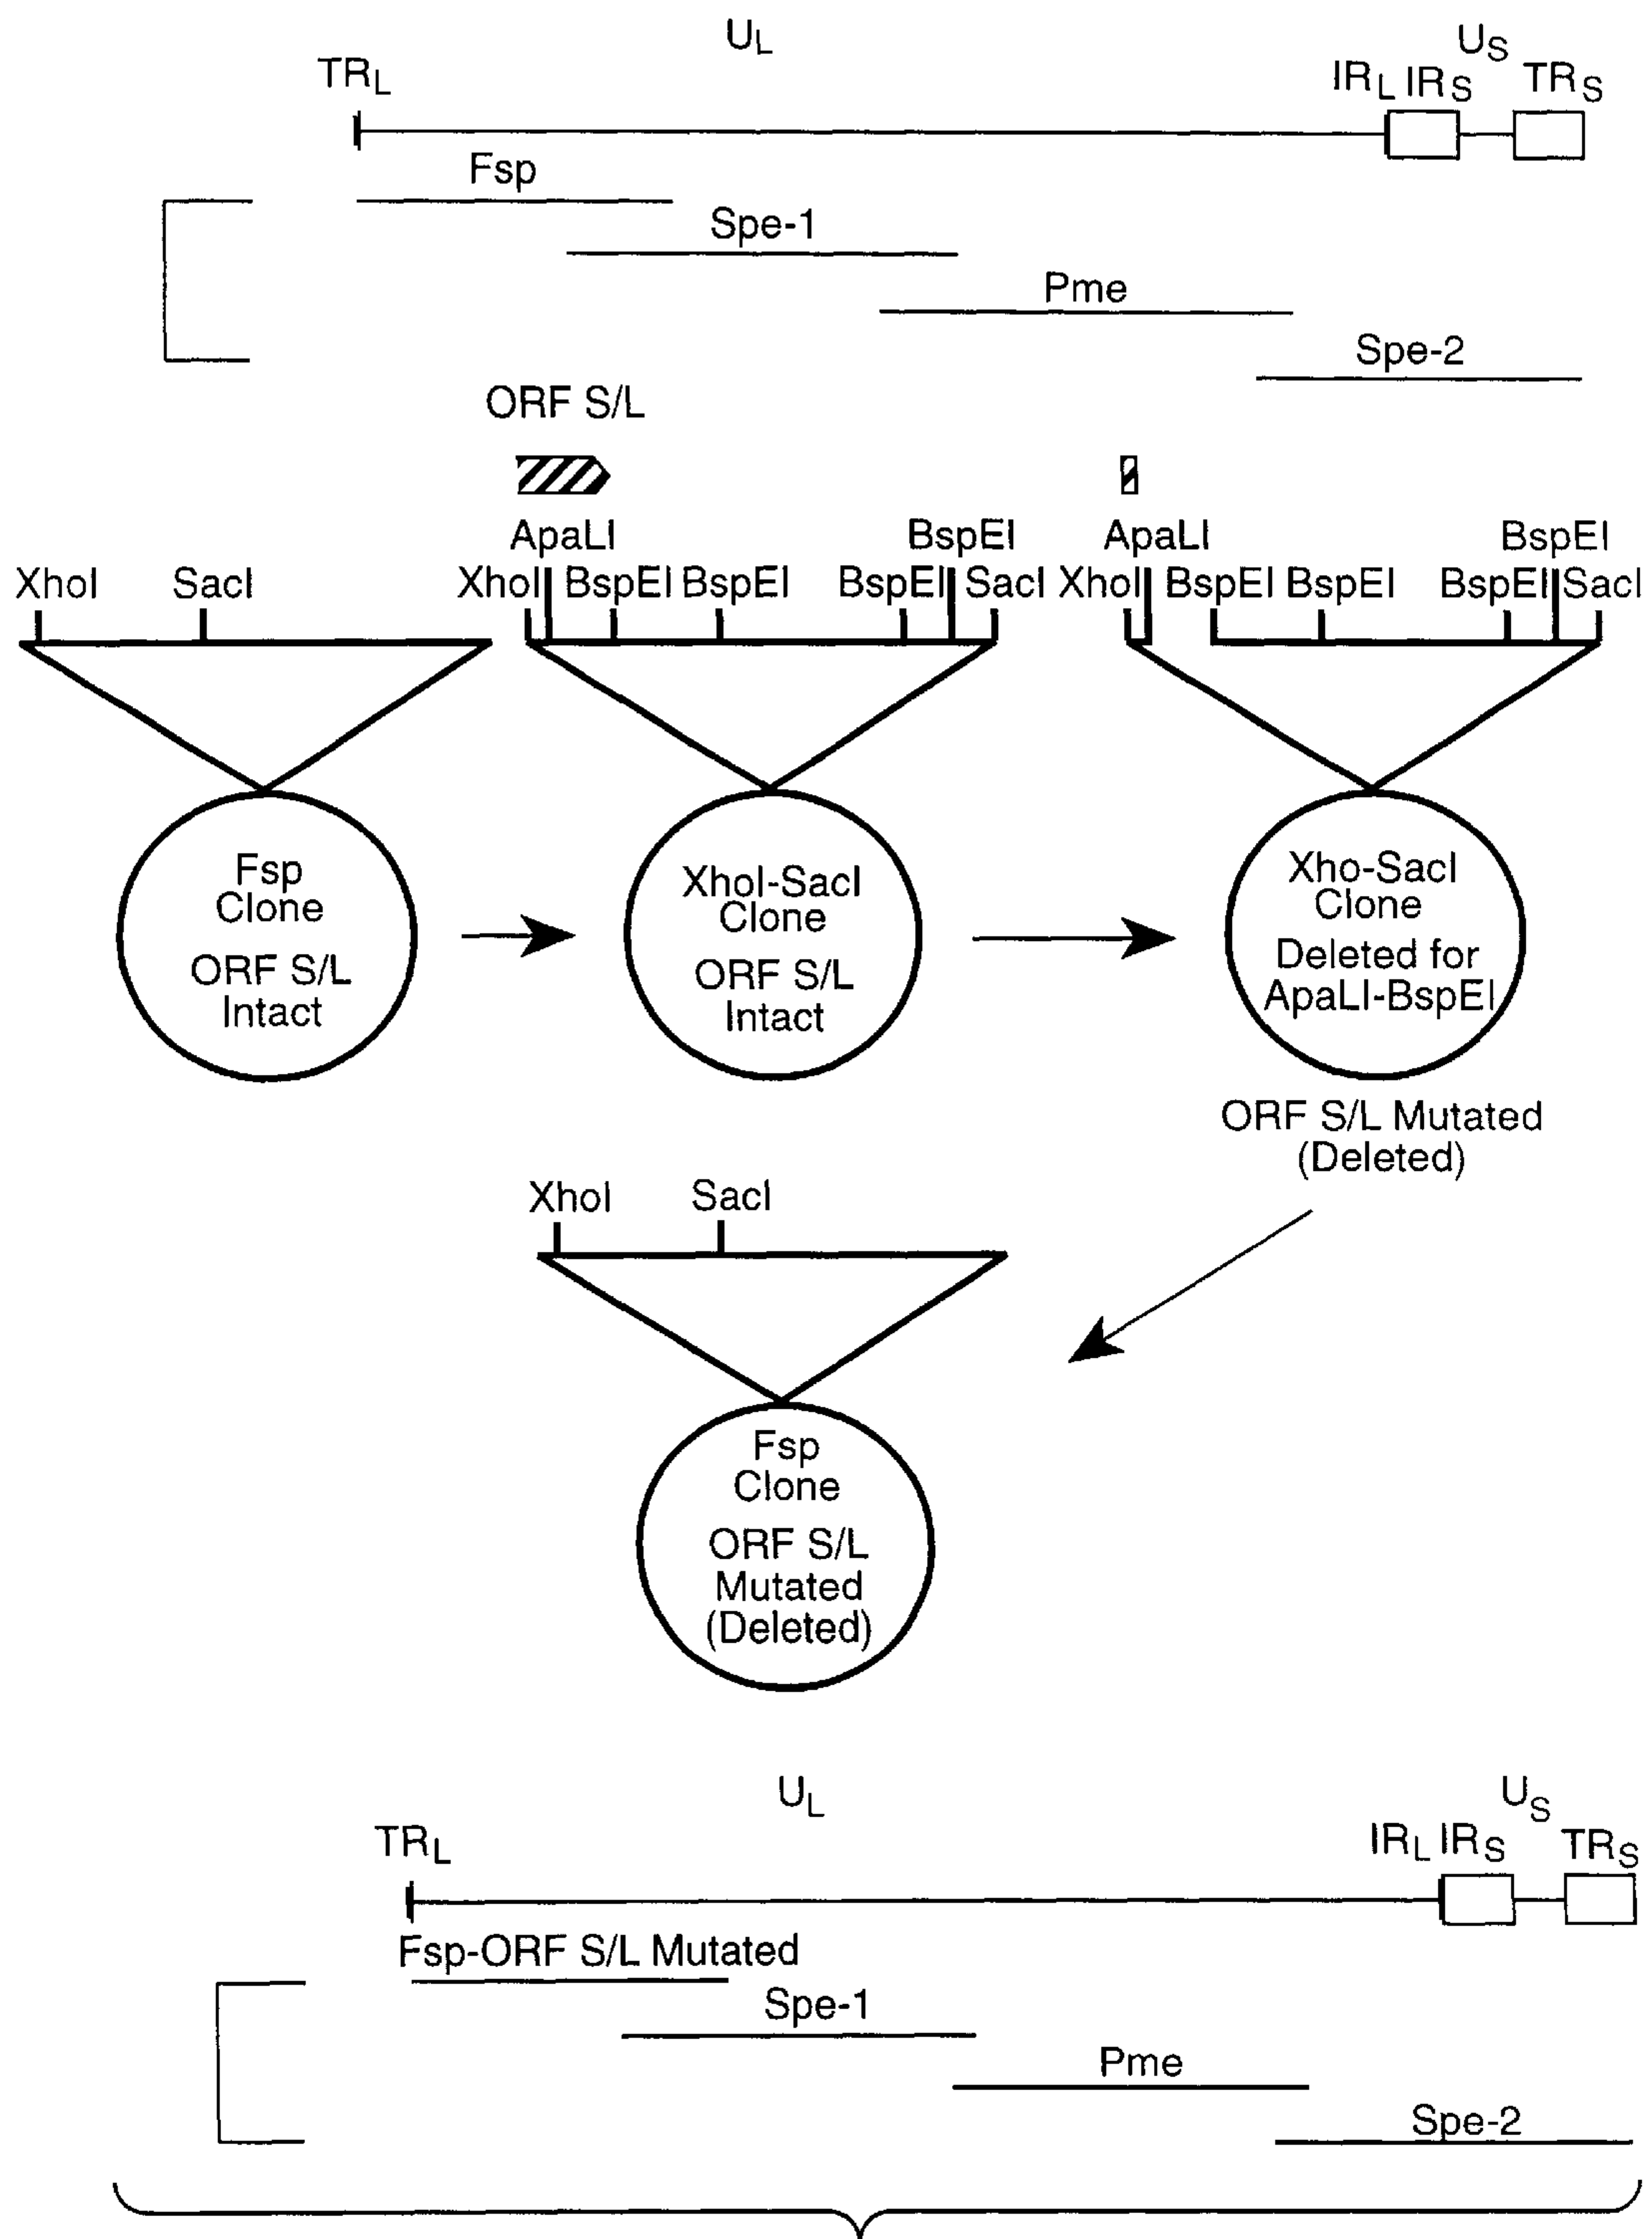 UL
US
TRL
IRL IRS
TRS
Fsp
Spe-1
Pme
Spe-2
ORF S/L
ApaLI
BspEI
ApaLI
BspEI
XhoI
SacI
XhoI
BspEI
BspEI
BspEI
SacI
XhoI
BspEI
BspEI
BspEI
SacI
Fsp
Clone
ORF S/L
Intact
XhoI-SacI
Clone
ORF S/L
Intact
Xho-SacI
Clone
Deleted for
ApaLI-BspEI
ORF S/L Mutated
(Deleted)
XhoI
SacI
Fsp
Clone
ORF S/L
Mutated
(Deleted)
UL
US
TRL
IRL IRS
TRS
Fsp-ORF S/L Mutated
Spe-1
Pme
Spe-2